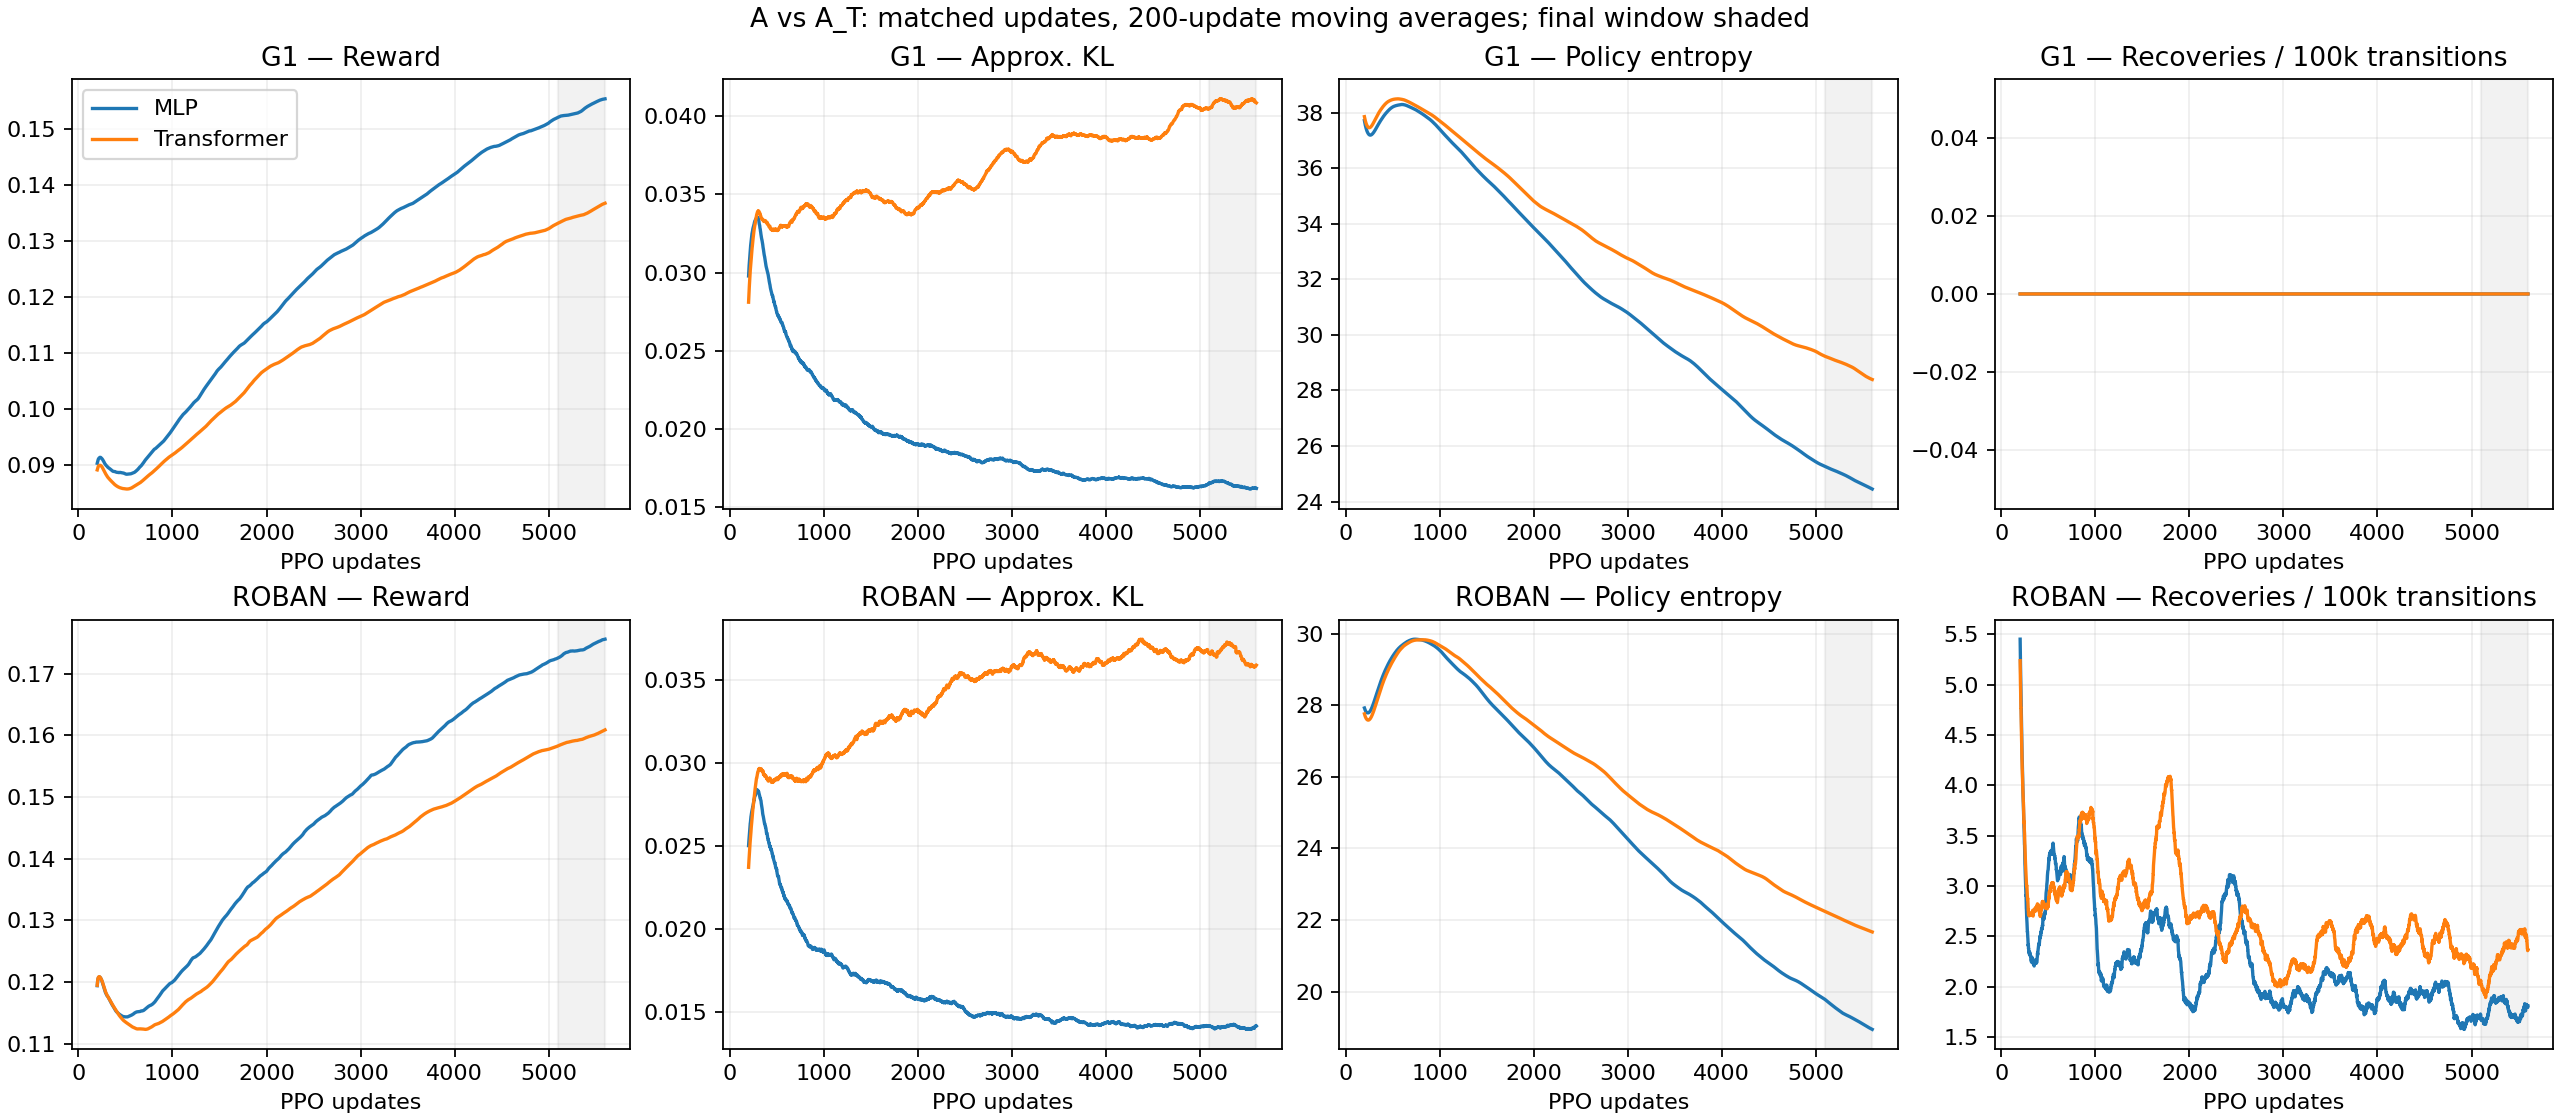 A vs A_T: matched updates, 200-update moving averages; final window shaded
G1 — Reward
MLP
Transformer
0.15
0.14
0.13
0.12
0.11
0.10
0.09
0 1000 2000 3000 4000 5000
PPO updates
G1 — Approx. KL
0.040
0.035
0.030
0.025
0.020
0.015
0 1000 2000 3000 4000 5000
PPO updates
G1 — Policy entropy
38
36
34
32
30
28
26
24
0 1000 2000 3000 4000 5000
PPO updates
G1 — Recoveries / 100k transitions
0.04
0.02
0.00
−0.02
−0.04
0 1000 2000 3000 4000 5000
PPO updates
ROBAN — Reward
0.17
0.16
0.15
0.14
0.13
0.12
0.11
0 1000 2000 3000 4000 5000
PPO updates
ROBAN — Approx. KL
0.035
0.030
0.025
0.020
0.015
0 1000 2000 3000 4000 5000
PPO updates
ROBAN — Policy entropy
30
28
26
24
22
20
0 1000 2000 3000 4000 5000
PPO updates
ROBAN — Recoveries / 100k transitions
5.5
5.0
4.5
4.0
3.5
3.0
2.5
2.0
1.5
0 1000 2000 3000 4000 5000
PPO updates